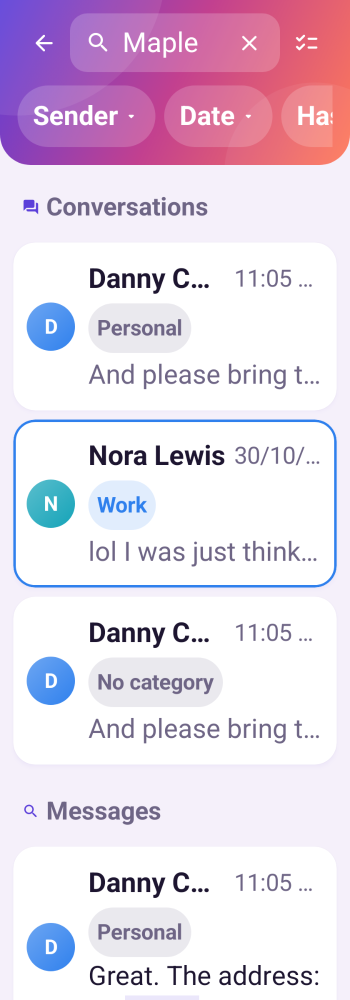 Maple
Sender Date Has
Conversations
Danny C... 11:05 ...
D
Personal
And please bring t...
Nora Lewis 30/10/...
N
Work
lol I was just think...
Danny C... 11:05 ...
D
No category
And please bring t...
Messages
Danny C... 11:05 ...
Personal
D
Great. The address: